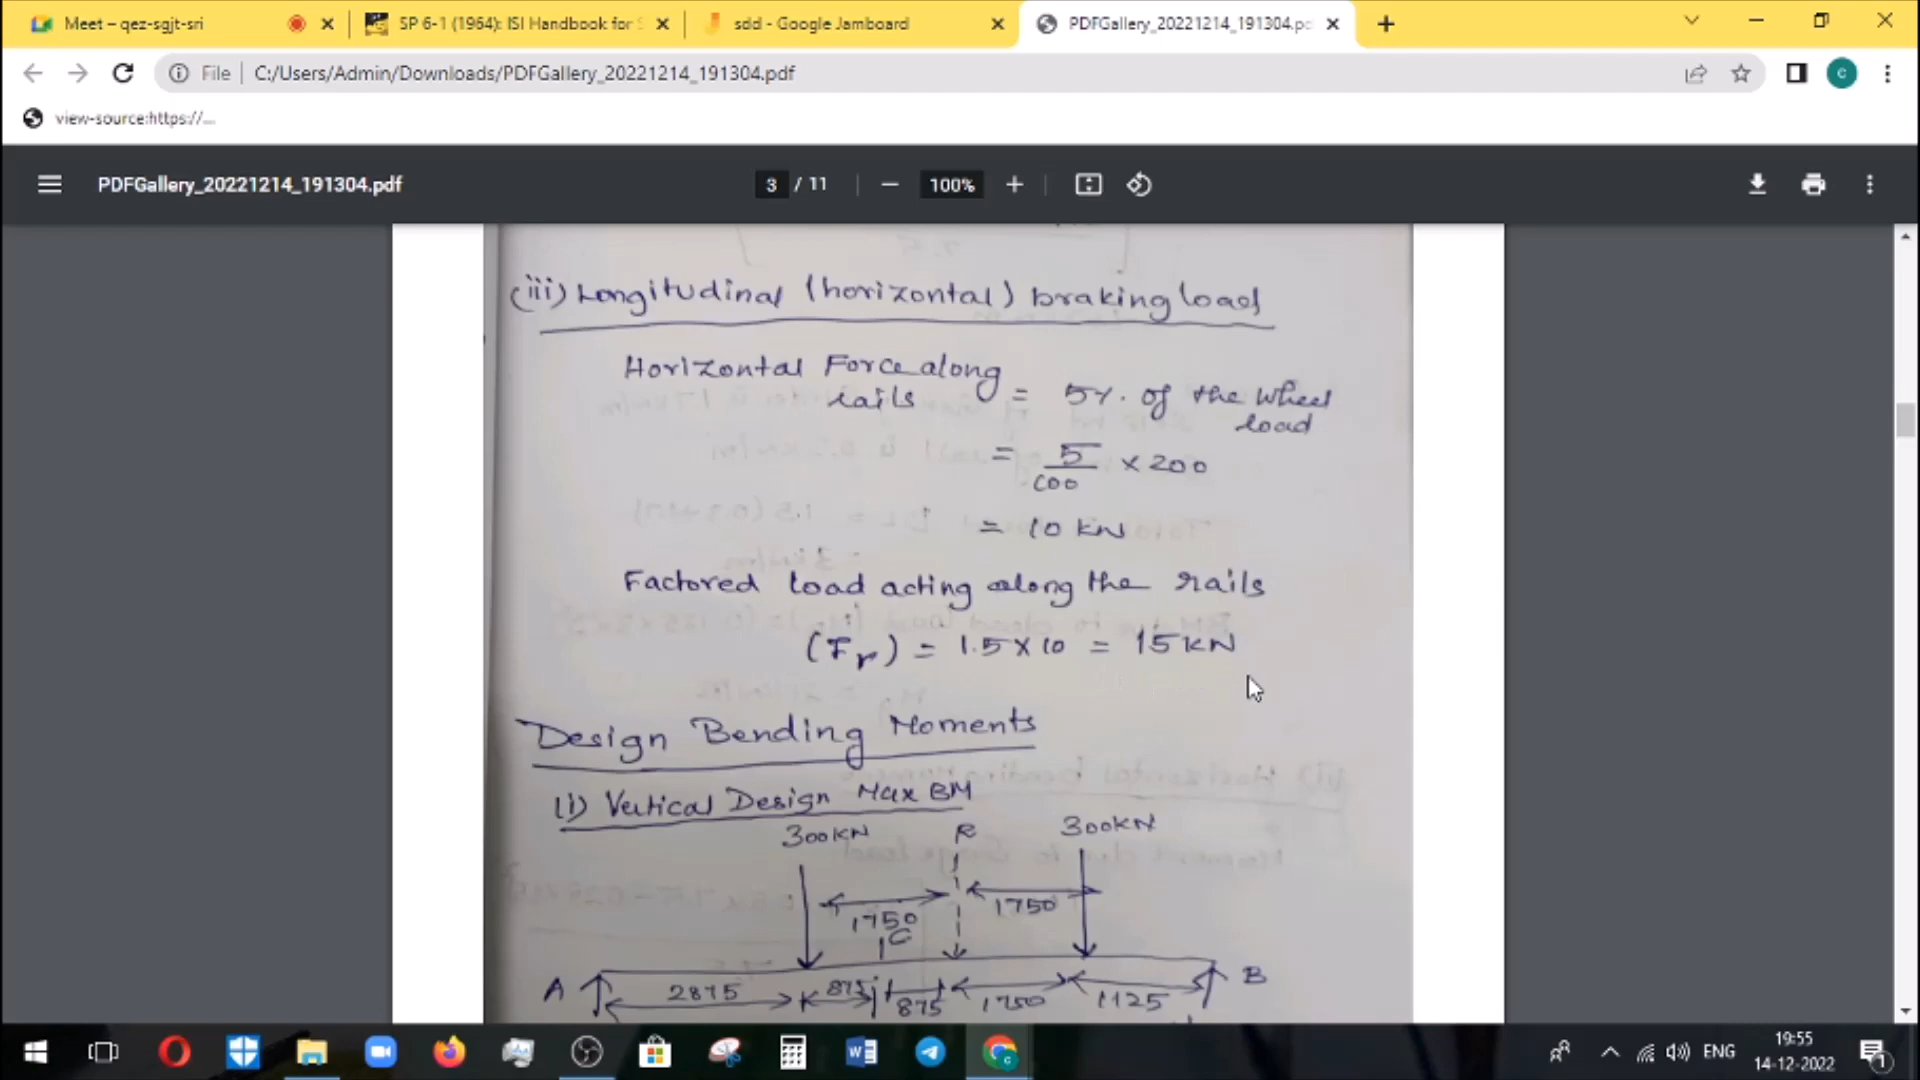 Meet – qez-sgjt-sri
SP 6-1 (1964): ISI Handbook for S
sdd - Google Jamboard
PDFGallery_20221214_191304.pd
File
C:/Users/Admin/Downloads/PDFGallery_20221214_191304.pdf
c
view-source:https://...
PDFGallery_20221214_191304.pdf
3 / 11
100%
(iii) Longitudinal (horizontal) braking load
Horizontal Force along rails = 5%. of the wheel load
= 5/100 × 200
= 10 kN
Factored load acting along the rails
(Fr) = 1.5 × 10 = 15 kN
Design Bending Moments
(i) Vertical Design Max BM
300kN R 300kN
1750 1750
C
A B
2875 875 875 1750 1125
ENG
19:55
14-12-2022
1